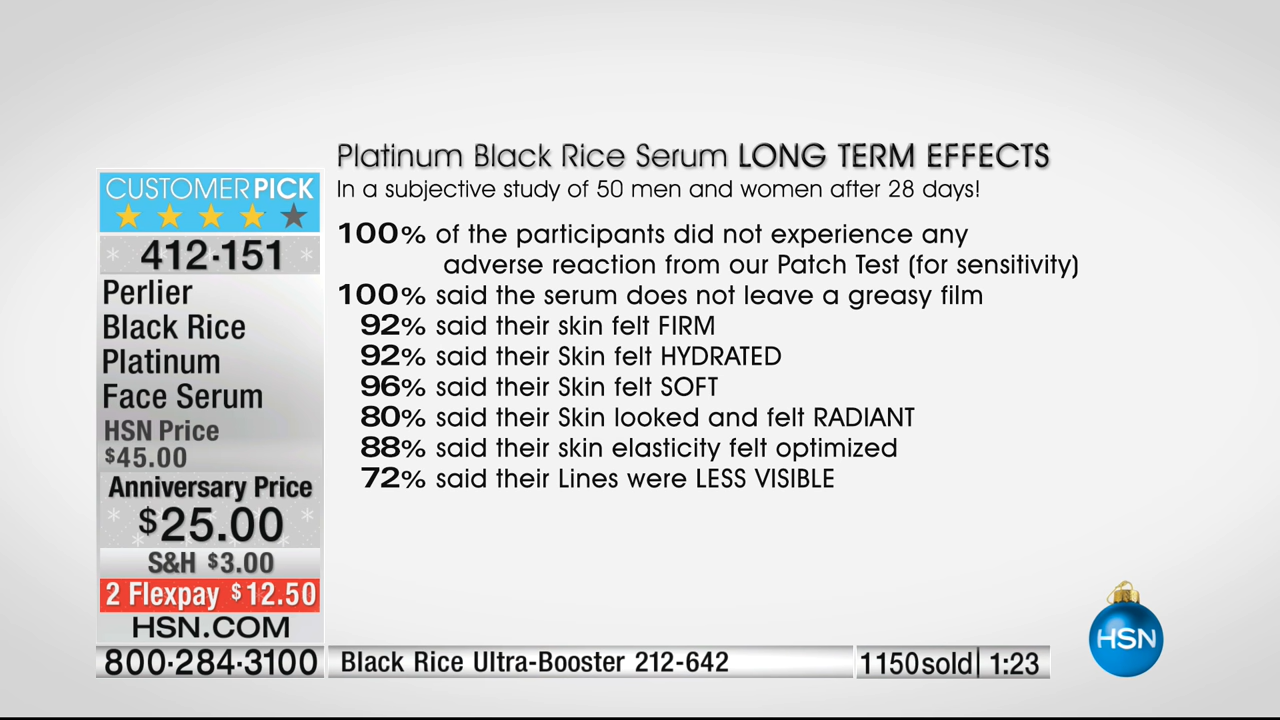 Platinum Black Rice Serum LONG TERM EFFECTS
In a subjective study of 50 men and women after 28 days!
100% of the participants did not experience any
adverse reaction from our Patch Test (for sensitivity)
100% said the serum does not leave a greasy film
92% said their skin felt FIRM
92% said their Skin felt HYDRATED
96% said their Skin felt SOFT
80% said their Skin looked and felt RADIANT
88% said their skin elasticity felt optimized
72% said their Lines were LESS VISIBLE
CUSTOMERPICK
412·151
Perlier
Black Rice
Platinum
Face Serum
HSN Price
$45.00
Anniversary Price
$25.00
S&H $3.00
2 Flexpay $12.50
HSN.COM
800·284·3100
Black Rice Ultra-Booster 212-642
1150sold| 1:23
HSN